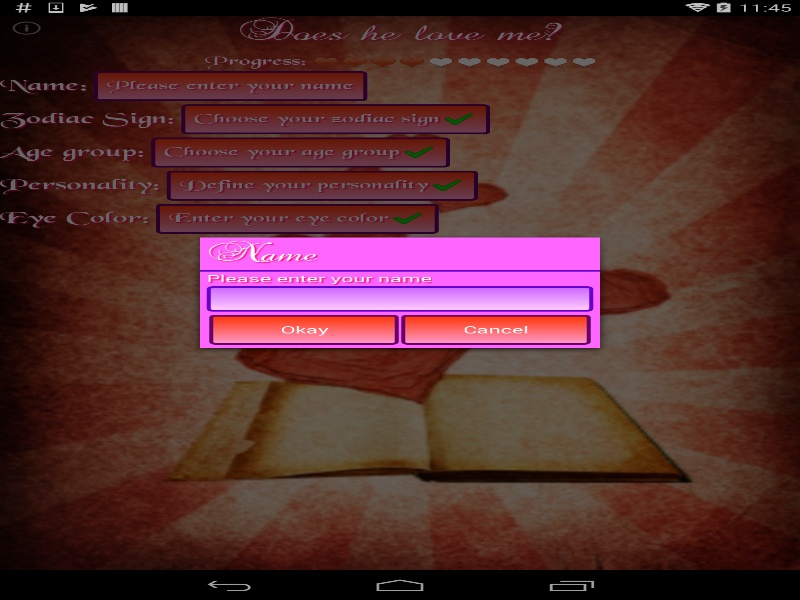 11:45
Does he love me?
Progress:
Name: Please enter your name
Zodiac Sign: Choose your zodiac sign
Age group: Choose your age group
Personality: Define your personality
Eye Color: Enter your eye color
Name
Please enter your name
Okay Cancel